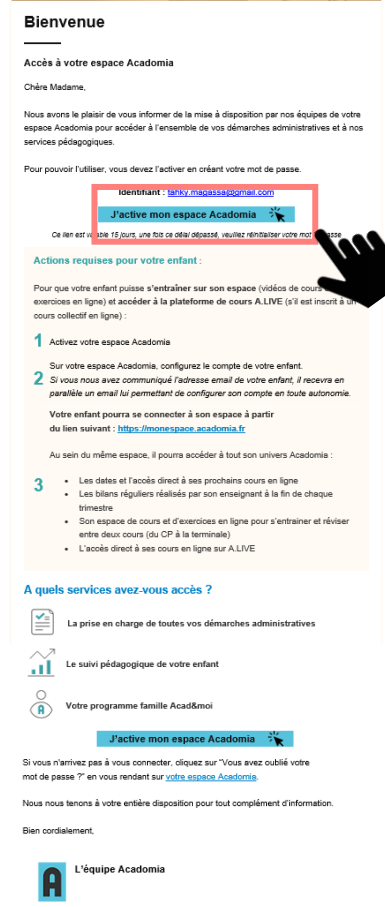 Bienvenue
Accès à votre espace Acadomia
Chère Madame,
Nous avons le plaisir de vous informer de la mise à disposition par nos équipes de votre
espace Acadomia pour accéder à l'ensemble de vos démarches administratives et à nos
services pédagogiques.
Pour pouvoir l'utiliser, vous devez l'activer en créant votre mot de passe.
Identifiant : tahky.magassa@gmail.com
J'active mon espace Acadomia
Ce lien est valable 15 jours, une fois ce délai dépassé, veuillez réinitialiser votre mot passe
Actions requises pour votre enfant :
Pour que votre enfant puisse s'entraîner sur son espace (vidéos de cours
exercices en ligne) et accéder à la plateforme de cours A.LIVE (s'il est inscrit à un
cours collectif en ligne) :
1 Activez votre espace Acadomia
Sur votre espace Acadomia, configurez le compte de votre enfant.
2 Si vous nous avez communiqué l'adresse email de votre enfant, il recevra en
parallèle un email lui permettant de configurer son compte en toute autonomie.
Votre enfant pourra se connecter à son espace à partir
du lien suivant : https://monespace.acadomia.fr
Au sein du même espace, il pourra accéder à tout son univers Acadomia :
3 • Les dates et l'accès direct à ses prochains cours en ligne
• Les bilans réguliers réalisés par son enseignant à la fin de chaque
trimestre
• Son espace de cours et d'exercices en ligne pour s'entrainer et réviser
entre deux cours (du CP à la terminale)
• L'accès direct à ses cours en ligne sur A.LIVE
A quels services avez-vous accès ?
La prise en charge de toutes vos démarches administratives
Le suivi pédagogique de votre enfant
A
Votre programme famille Acad&moi
J'active mon espace Acadomia
Si vous n'arrivez pas à vous connecter, cliquez sur "Vous avez oublié votre
mot de passe ?" en vous rendant sur votre espace Acadomia.
Nous nous tenons à votre entière disposition pour tout complément d'information.
Bien cordialement,
A L'équipe Acadomia